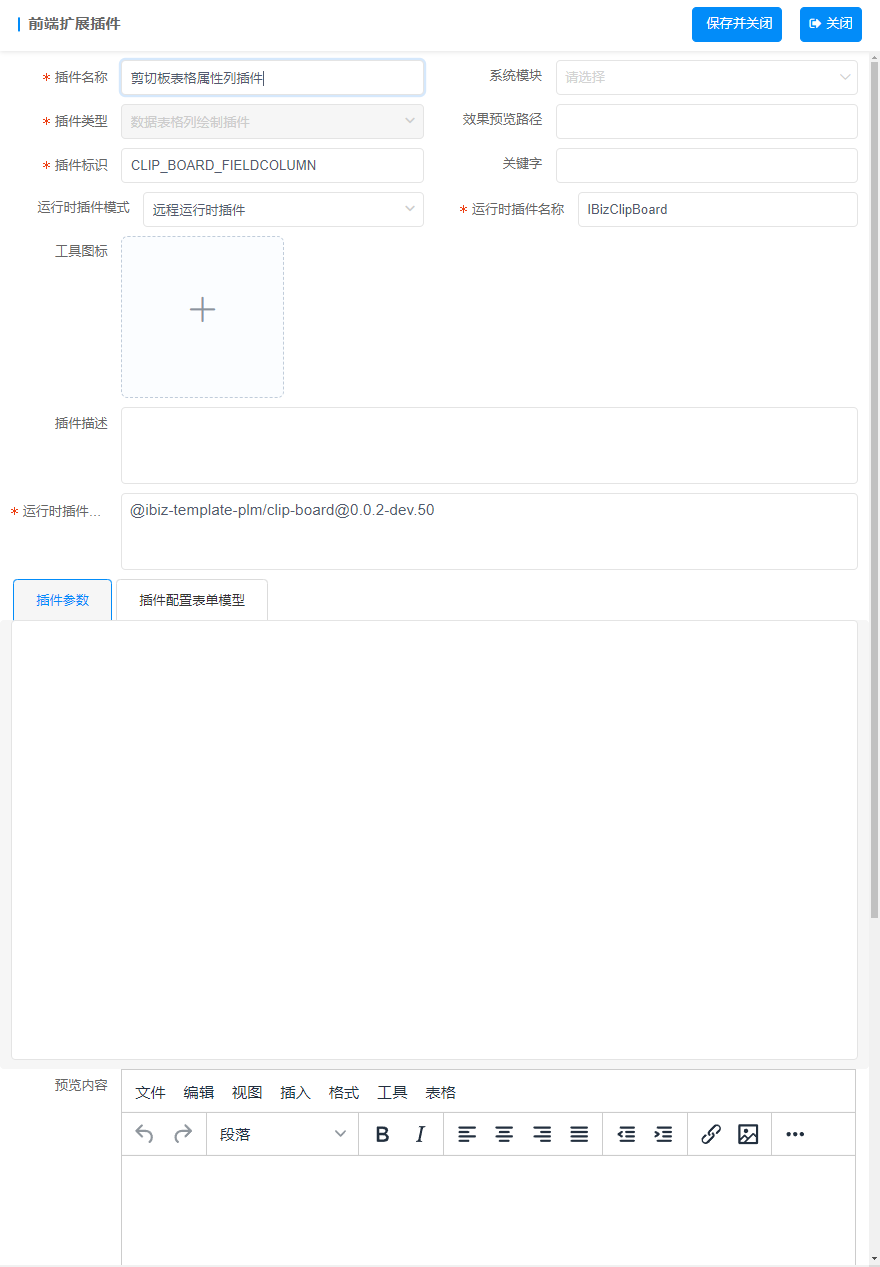 前端扩展插件
保存并关闭
关闭
* 插件名称
剪切板表格属性列插件
系统模块
请选择
* 插件类型
数据表格列绘制插件
效果预览路径
* 插件标识
CLIP_BOARD_FIELDCOLUMN
关键字
运行时插件模式
远程运行时插件
* 运行时插件名称
IBizClipBoard
工具图标
插件描述
* 运行时插件...
@ibiz-template-plm/clip-board@0.0.2-dev.50
插件参数
插件配置表单模型
预览内容
文件 编辑 视图 插入 格式 工具 表格
段落
B I